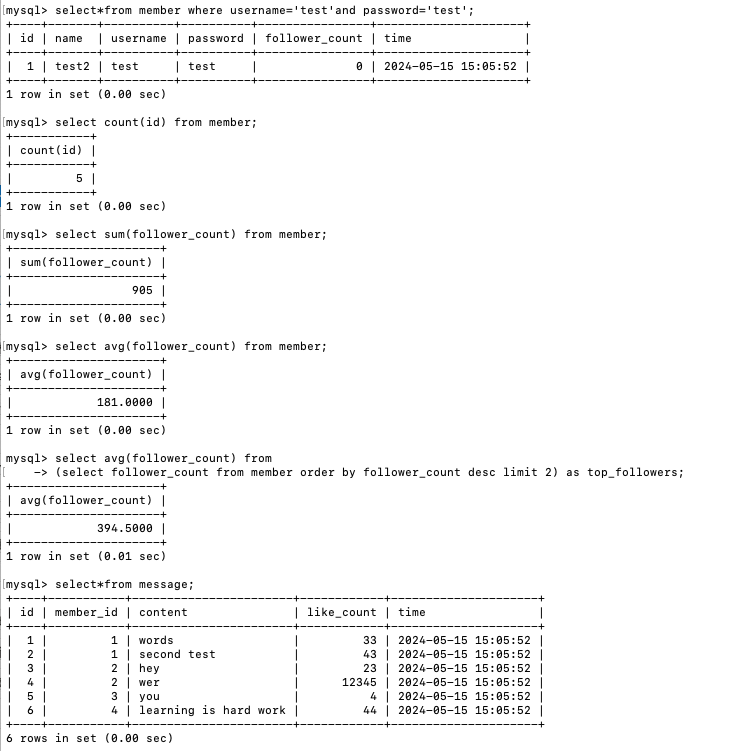 [mysql> select*from member where username='test'and password='test';
+----+-------+----------+----------+----------------+---------------------+
| id | name  | username | password | follower_count | time                |
+----+-------+----------+----------+----------------+---------------------+
|  1 | test2 | test     | test     |              0 | 2024-05-15 15:05:52 |
+----+-------+----------+----------+----------------+---------------------+
1 row in set (0.00 sec)
[mysql> select count(id) from member;
+-----------+
| count(id) |
+-----------+
|         5 |
+-----------+
1 row in set (0.00 sec)
[mysql> select sum(follower_count) from member;
+---------------------+
| sum(follower_count) |
+---------------------+
|                 905 |
+---------------------+
1 row in set (0.00 sec)
[mysql> select avg(follower_count) from member;
+---------------------+
| avg(follower_count) |
+---------------------+
|            181.0000 |
+---------------------+
1 row in set (0.00 sec)
mysql> select avg(follower_count) from
[    -> (select follower_count from member order by follower_count desc limit 2) as top_followers;
+---------------------+
| avg(follower_count) |
+---------------------+
|            394.5000 |
+---------------------+
1 row in set (0.01 sec)
[mysql> select*from message;
+----+-----------+-----------------------+------------+---------------------+
| id | member_id | content               | like_count | time                |
+----+-----------+-----------------------+------------+---------------------+
|  1 |         1 | words                 |         33 | 2024-05-15 15:05:52 |
|  2 |         1 | second test           |         43 | 2024-05-15 15:05:52 |
|  3 |         2 | hey                   |         23 | 2024-05-15 15:05:52 |
|  4 |         2 | wer                   |      12345 | 2024-05-15 15:05:52 |
|  5 |         3 | you                   |          4 | 2024-05-15 15:05:52 |
|  6 |         4 | learning is hard work |         44 | 2024-05-15 15:05:52 |
+----+-----------+-----------------------+------------+---------------------+
6 rows in set (0.00 sec)